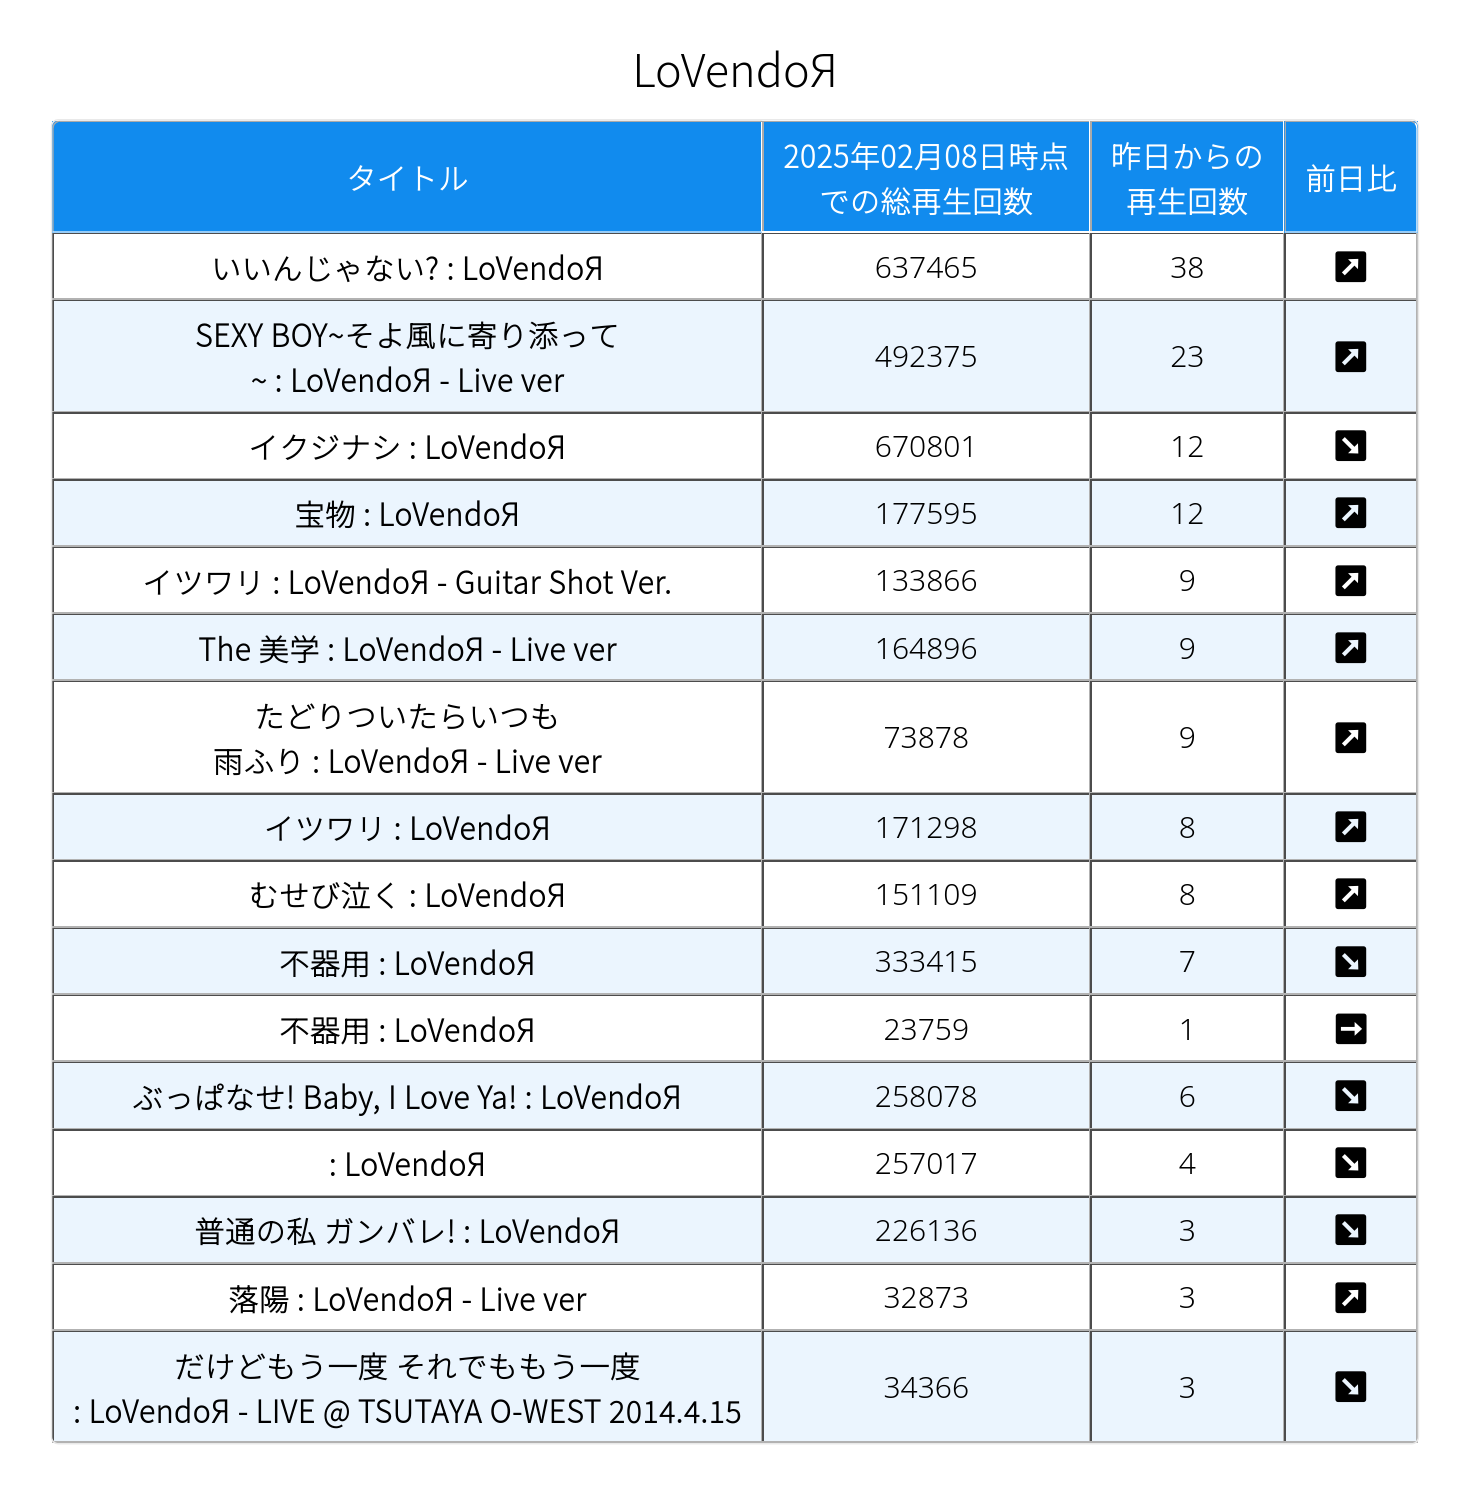 LoVendoЯ
タイトル
2025年02月08日時点
での総再生回数
昨日からの
再生回数
前日比
いいんじゃない? : LoVendoЯ
637465
38
SEXY BOY~そよ風に寄り添って
~ : LoVendoЯ - Live ver
492375
23
イクジナシ : LoVendoЯ
670801
12
宝物 : LoVendoЯ
177595
12
イツワリ : LoVendoЯ - Guitar Shot Ver.
133866
9
The 美学 : LoVendoЯ - Live ver
164896
9
たどりついたらいつも
雨ふり : LoVendoЯ - Live ver
73878
9
イツワリ : LoVendoЯ
171298
8
むせび泣く : LoVendoЯ
151109
8
不器用 : LoVendoЯ
333415
7
不器用 : LoVendoЯ
23759
1
ぶっぱなせ! Baby, I Love Ya! : LoVendoЯ
258078
6
: LoVendoЯ
257017
4
普通の私 ガンバレ! : LoVendoЯ
226136
3
落陽 : LoVendoЯ - Live ver
32873
3
だけどもう一度 それでももう一度
: LoVendoЯ - LIVE @ TSUTAYA O-WEST 2014.4.15
34366
3